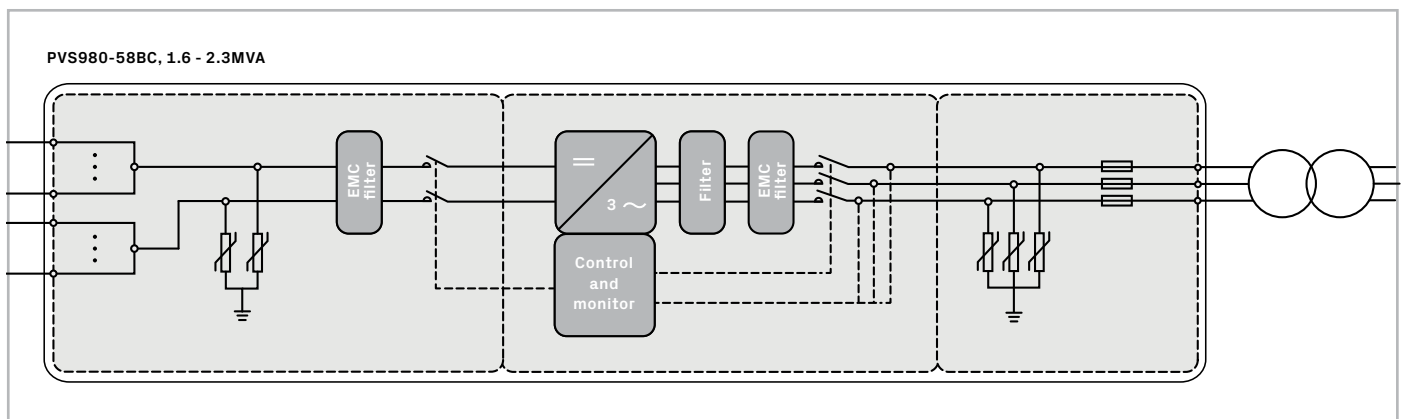 PVS980-58BC, 1.6 - 2.3MVA
EMC
filter
3
Filter
EMC
filter
Control
and
monitor